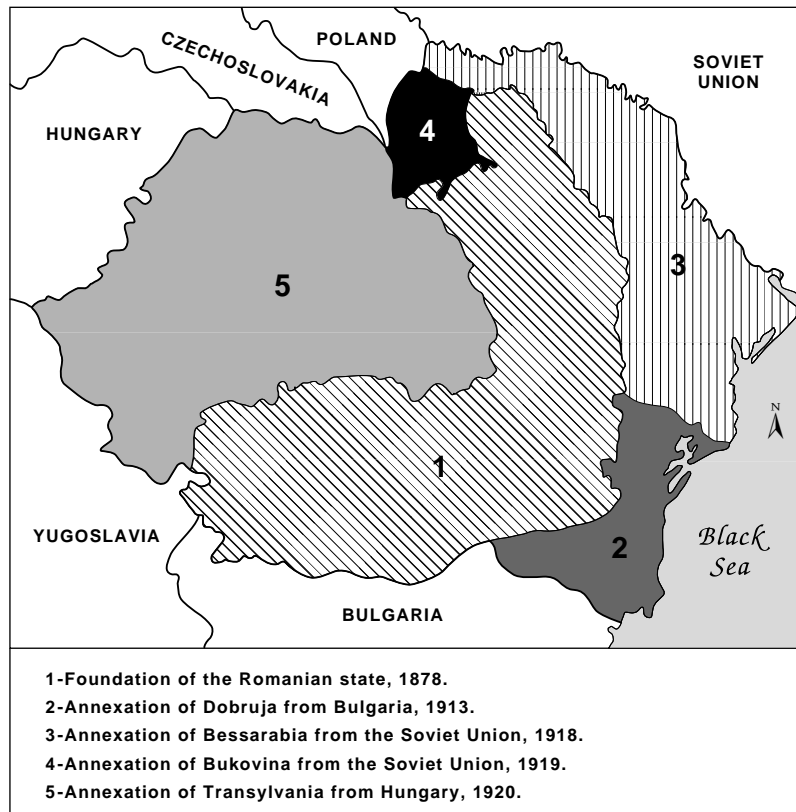 POLAND
CZECHOSLOVAKIA
SOVIET
UNION
HUNGARY
4
3
5
N
1
YUGOSLAVIA
2
Black
Sea
BULGARIA
1-Foundation of the Romanian state, 1878.
2-Annexation of Dobruja from Bulgaria, 1913.
3-Annexation of Bessarabia from the Soviet Union, 1918.
4-Annexation of Bukovina from the Soviet Union, 1919.
5-Annexation of Transylvania from Hungary, 1920.